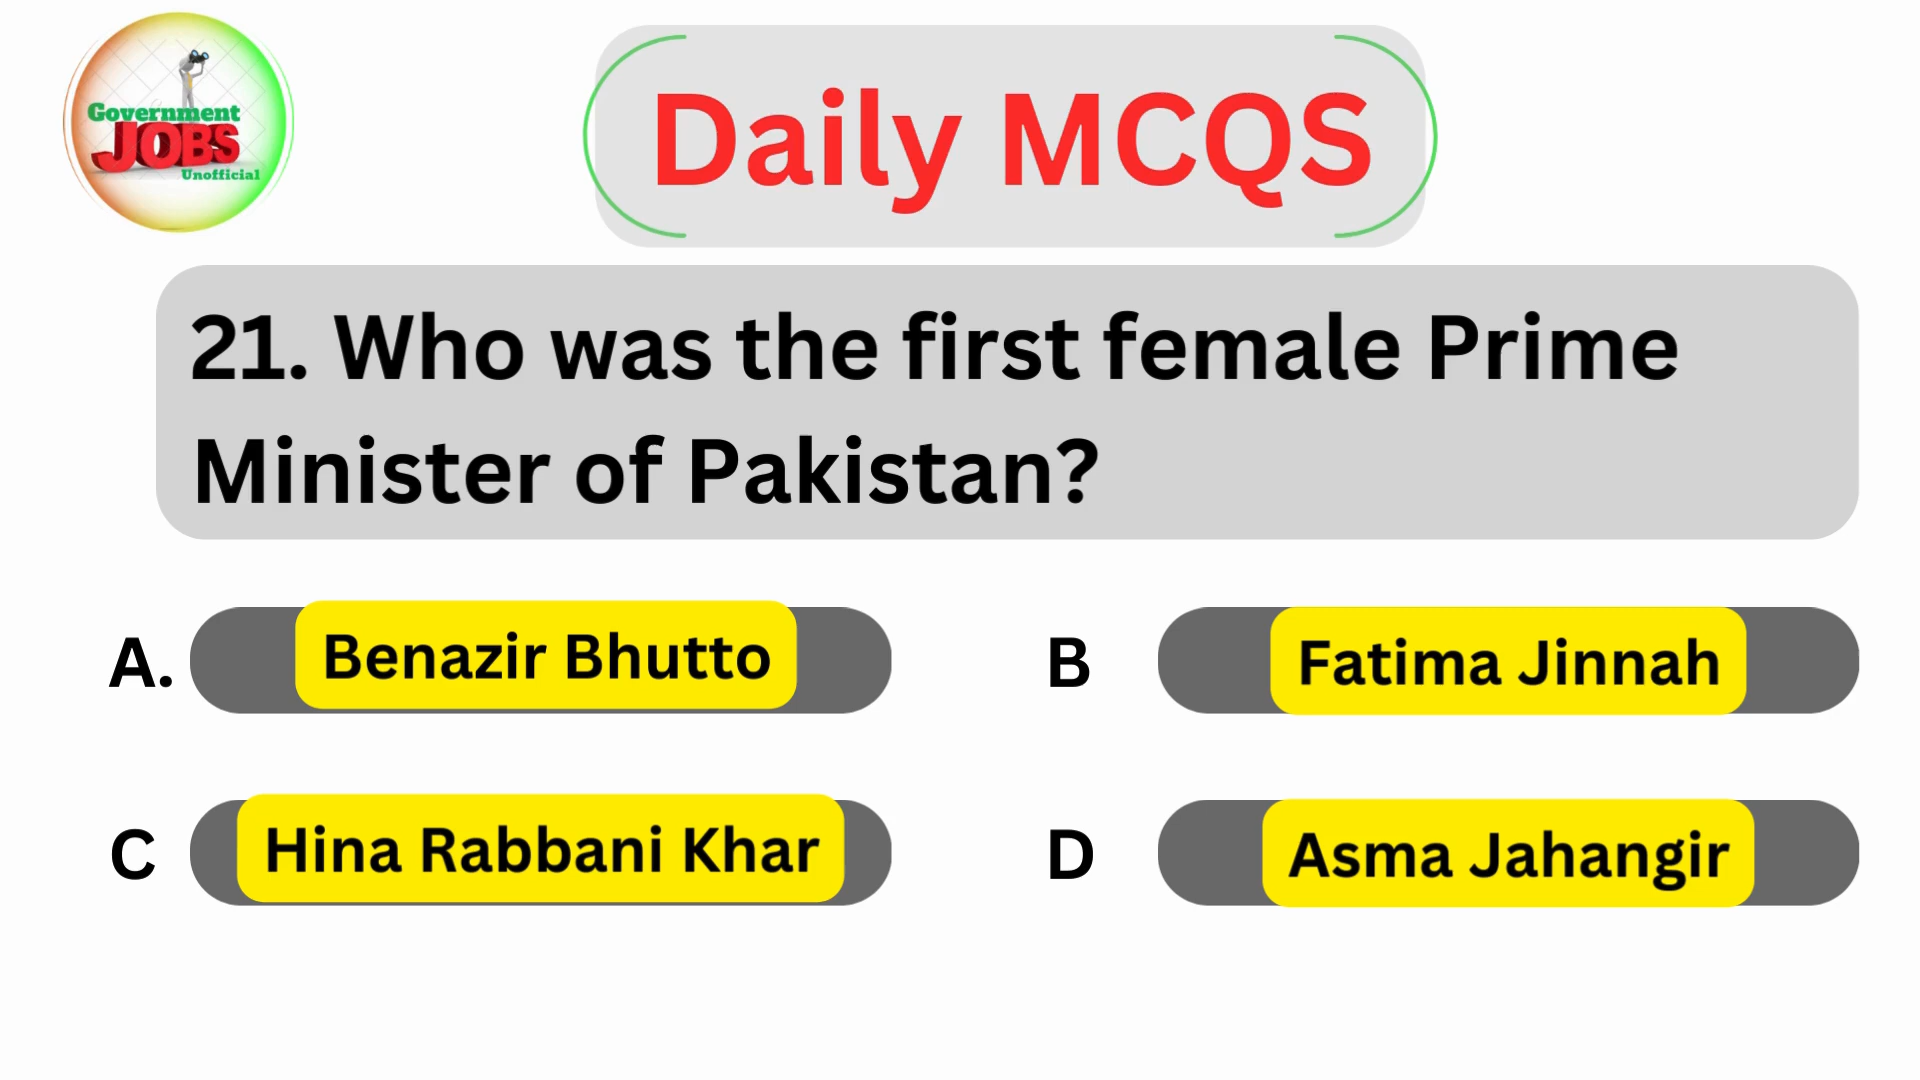 Government
JOBS
Unofficial
Daily MCQS
21. Who was the first female Prime
Minister of Pakistan?
A. Benazir Bhutto
B Fatima Jinnah
C Hina Rabbani Khar
D Asma Jahangir